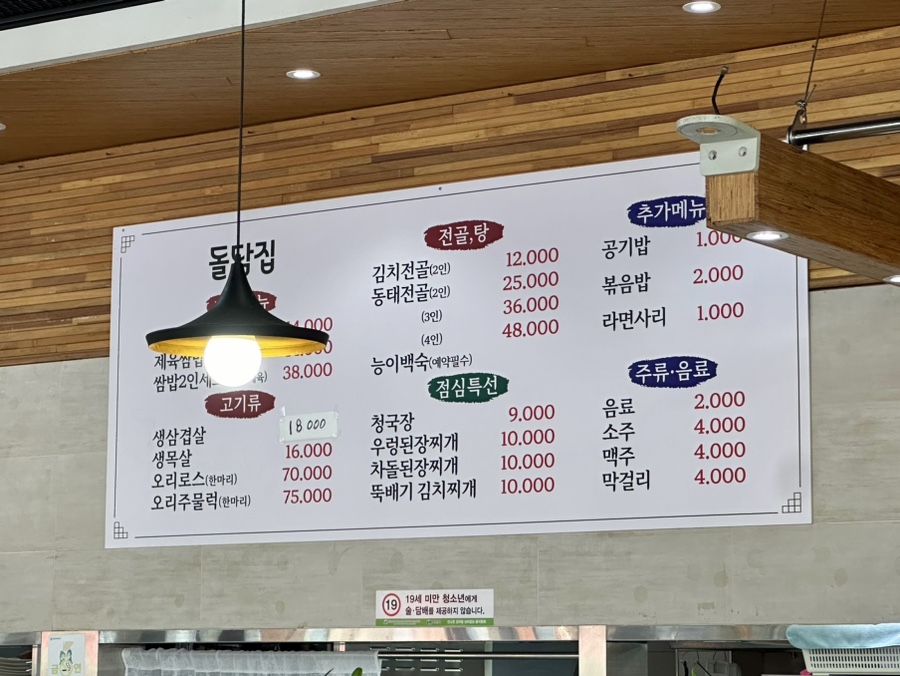 돌담집
뉴
.000
.000
제육쌈밥
쌈밥2인세 38.000
고기류
생삼겹살 18000
생목살 16.000
오리로스(한마리) 70.000
오리주물럭(한마리) 75.000
전골,탕
김치전골(2인) 12.000
동태전골(2인) 25.000
(3인) 36.000
(4인) 48.000
능이백숙(예약필수)
점심특선
청국장 9.000
우렁된장찌개 10.000
차돌된장찌개 10.000
뚝배기 김치찌개 10.000
추가메뉴
공기밥 1.000
볶음밥 2.000
라면사리 1.000
주류·음료
음료 2.000
소주 4.000
맥주 4.000
막걸리 4.000
19 19세 미만 청소년에게
술·담배를 제공하지 않습니다.